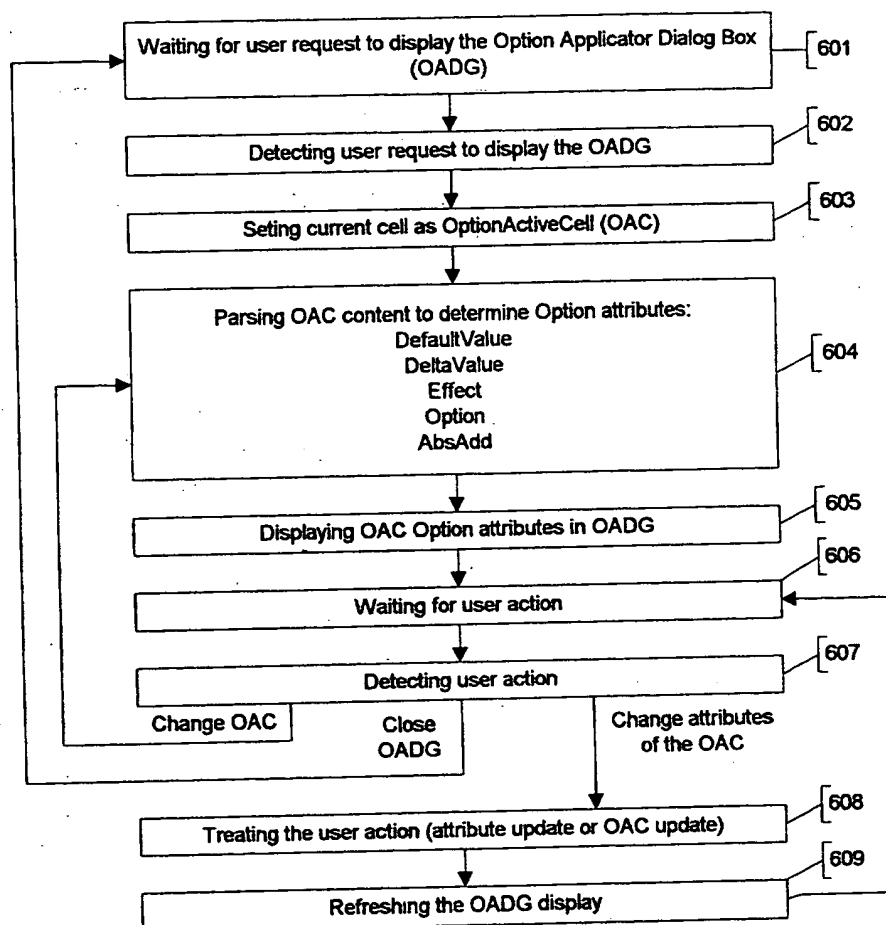 Waiting for user request to display the Option Applicator Dialog Box
(OADG)
601
602
Detecting user request to display the OADG
603
Seting current cell as OptionActiveCell (OAC)
Parsing OAC content to determine Option attributes:
DefaultValue
DeltaValue
Effect
Option
AbsAdd
604
605
Displaying OAC Option attributes in OADG
606
Waiting for user action
607
Detecting user action
Change OAC
Close
OADG
Change attributes
of the OAC
608
Treating the user action (attribute update or OAC update)
609
Refreshing the OADG display